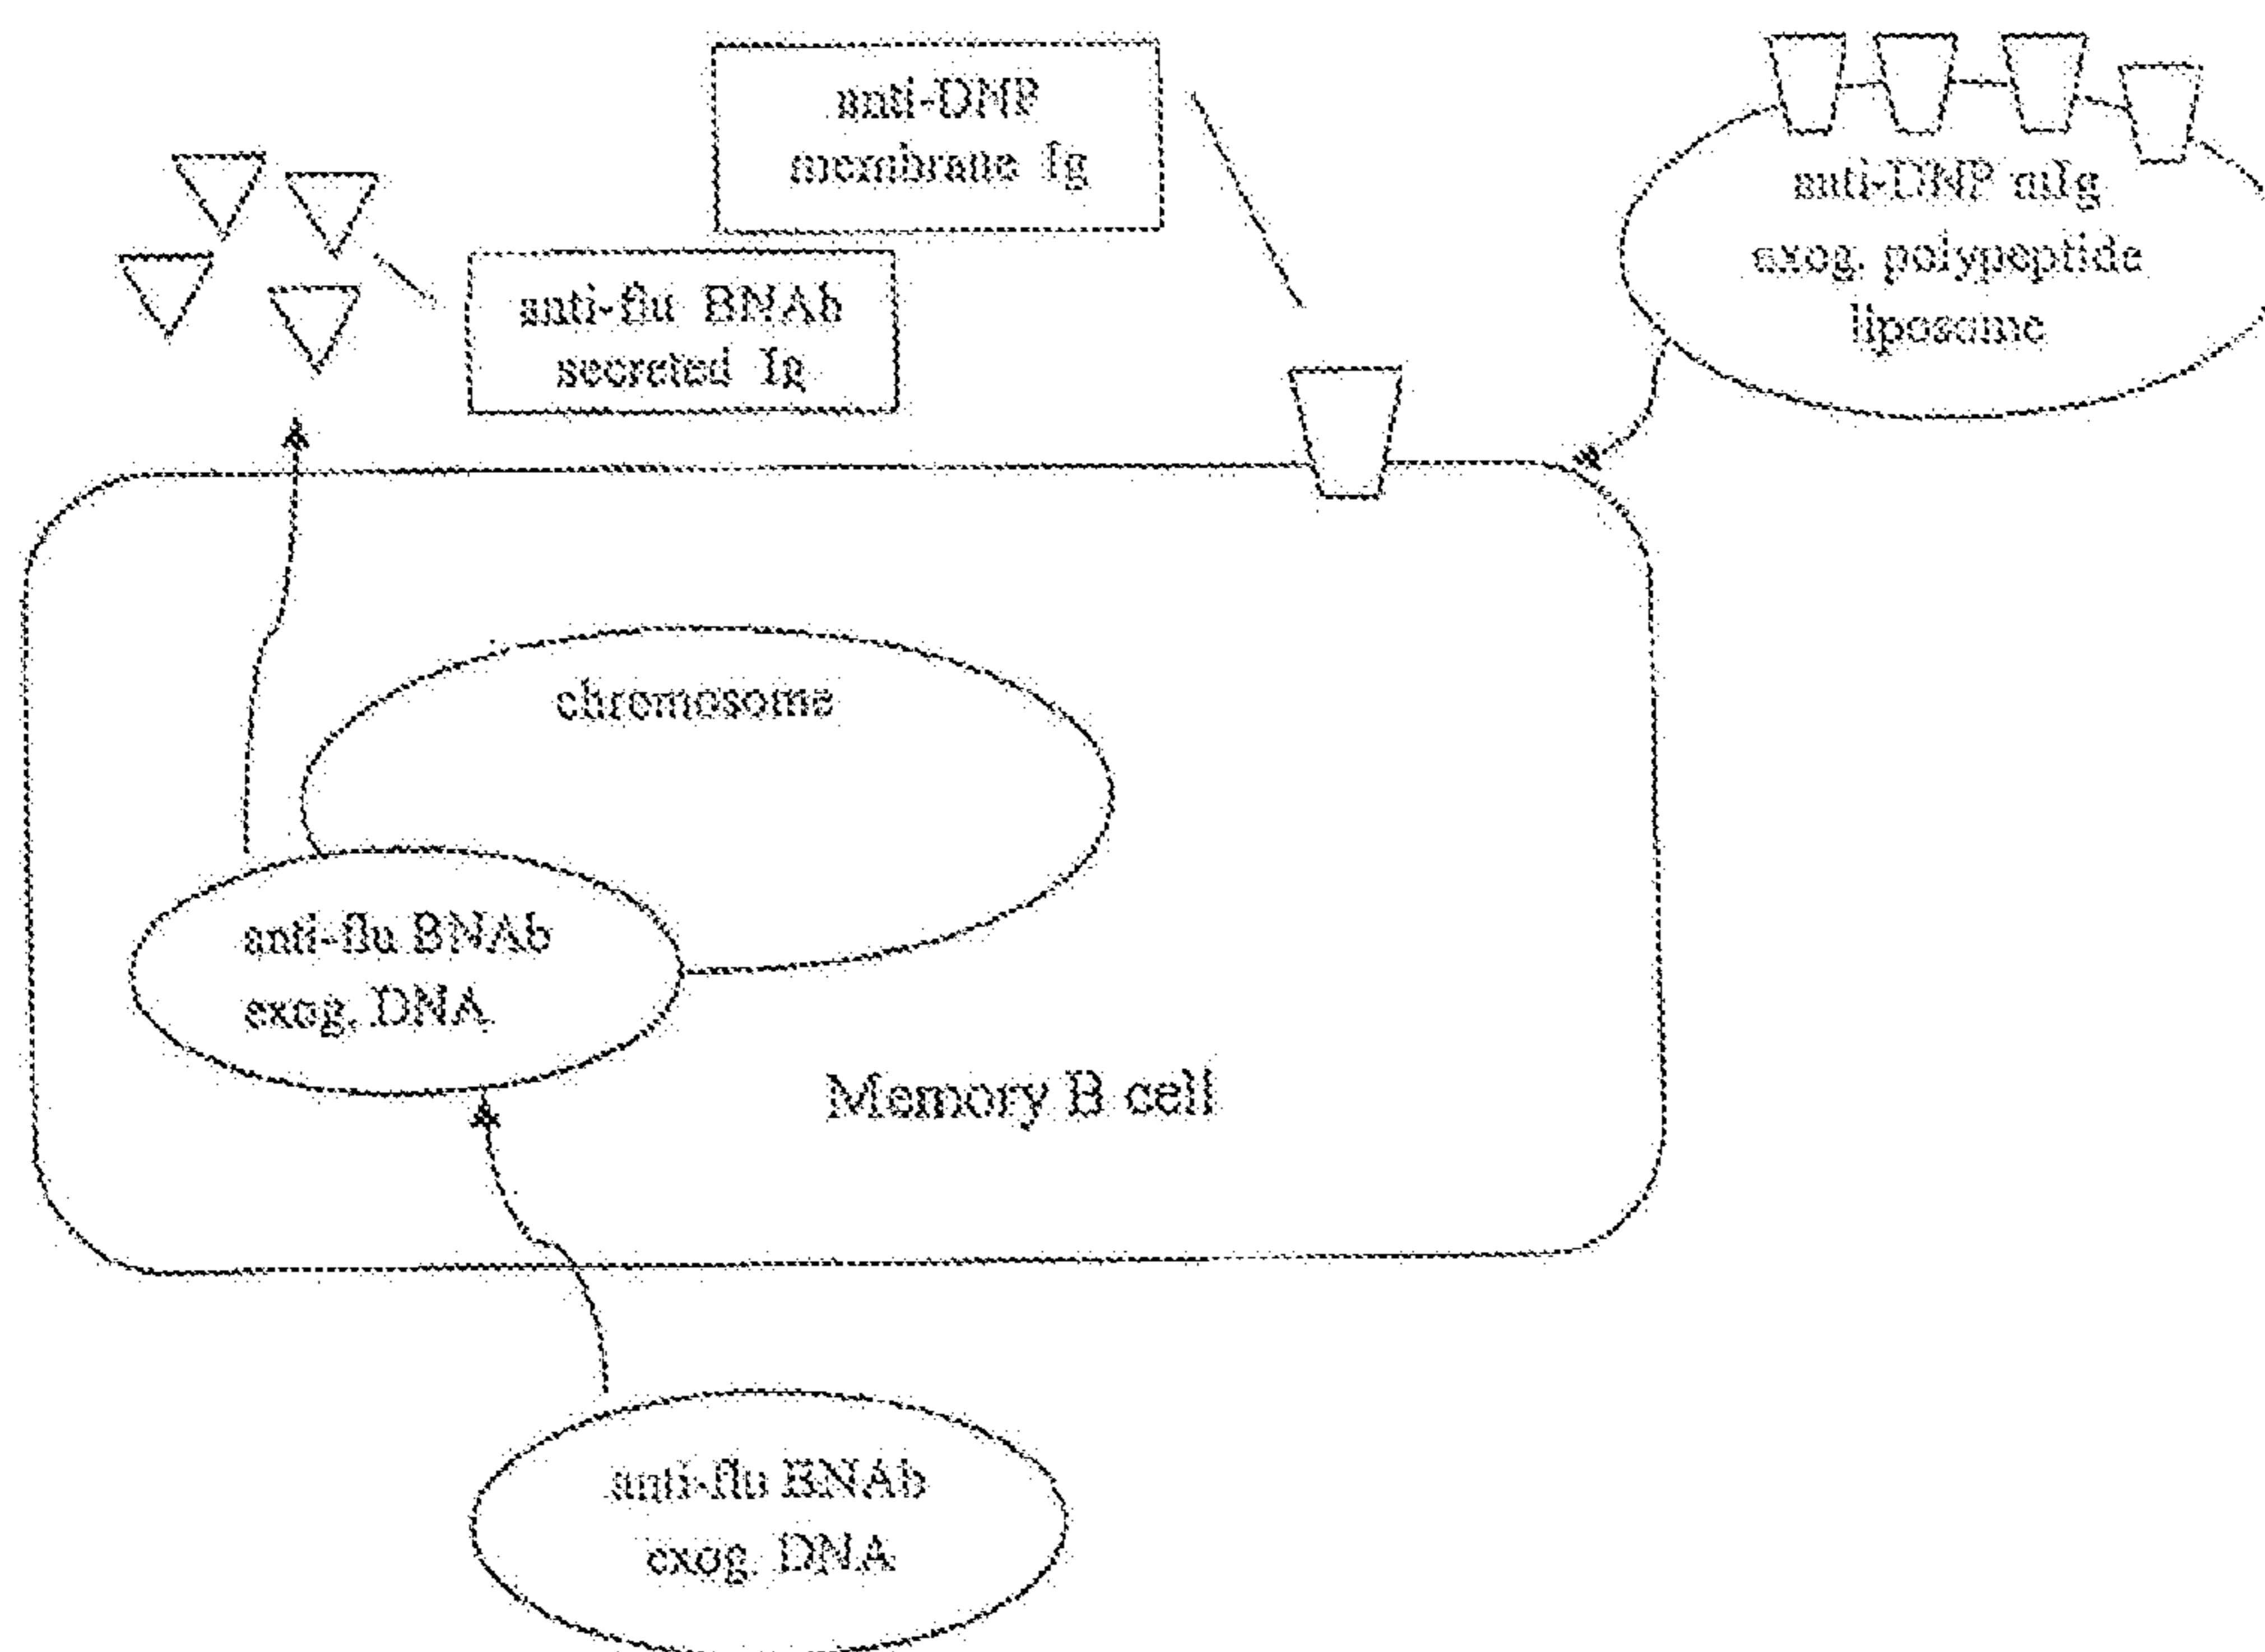 anti-DNP
membrane Ig
anti-flu BNAb
secreted Ig
anti-DNP mIg
exog. polypeptide
liposome
chromosome
anti-flu BNAb
exog. DNA
Memory B cell
anti-flu BNAb
exog. DNA